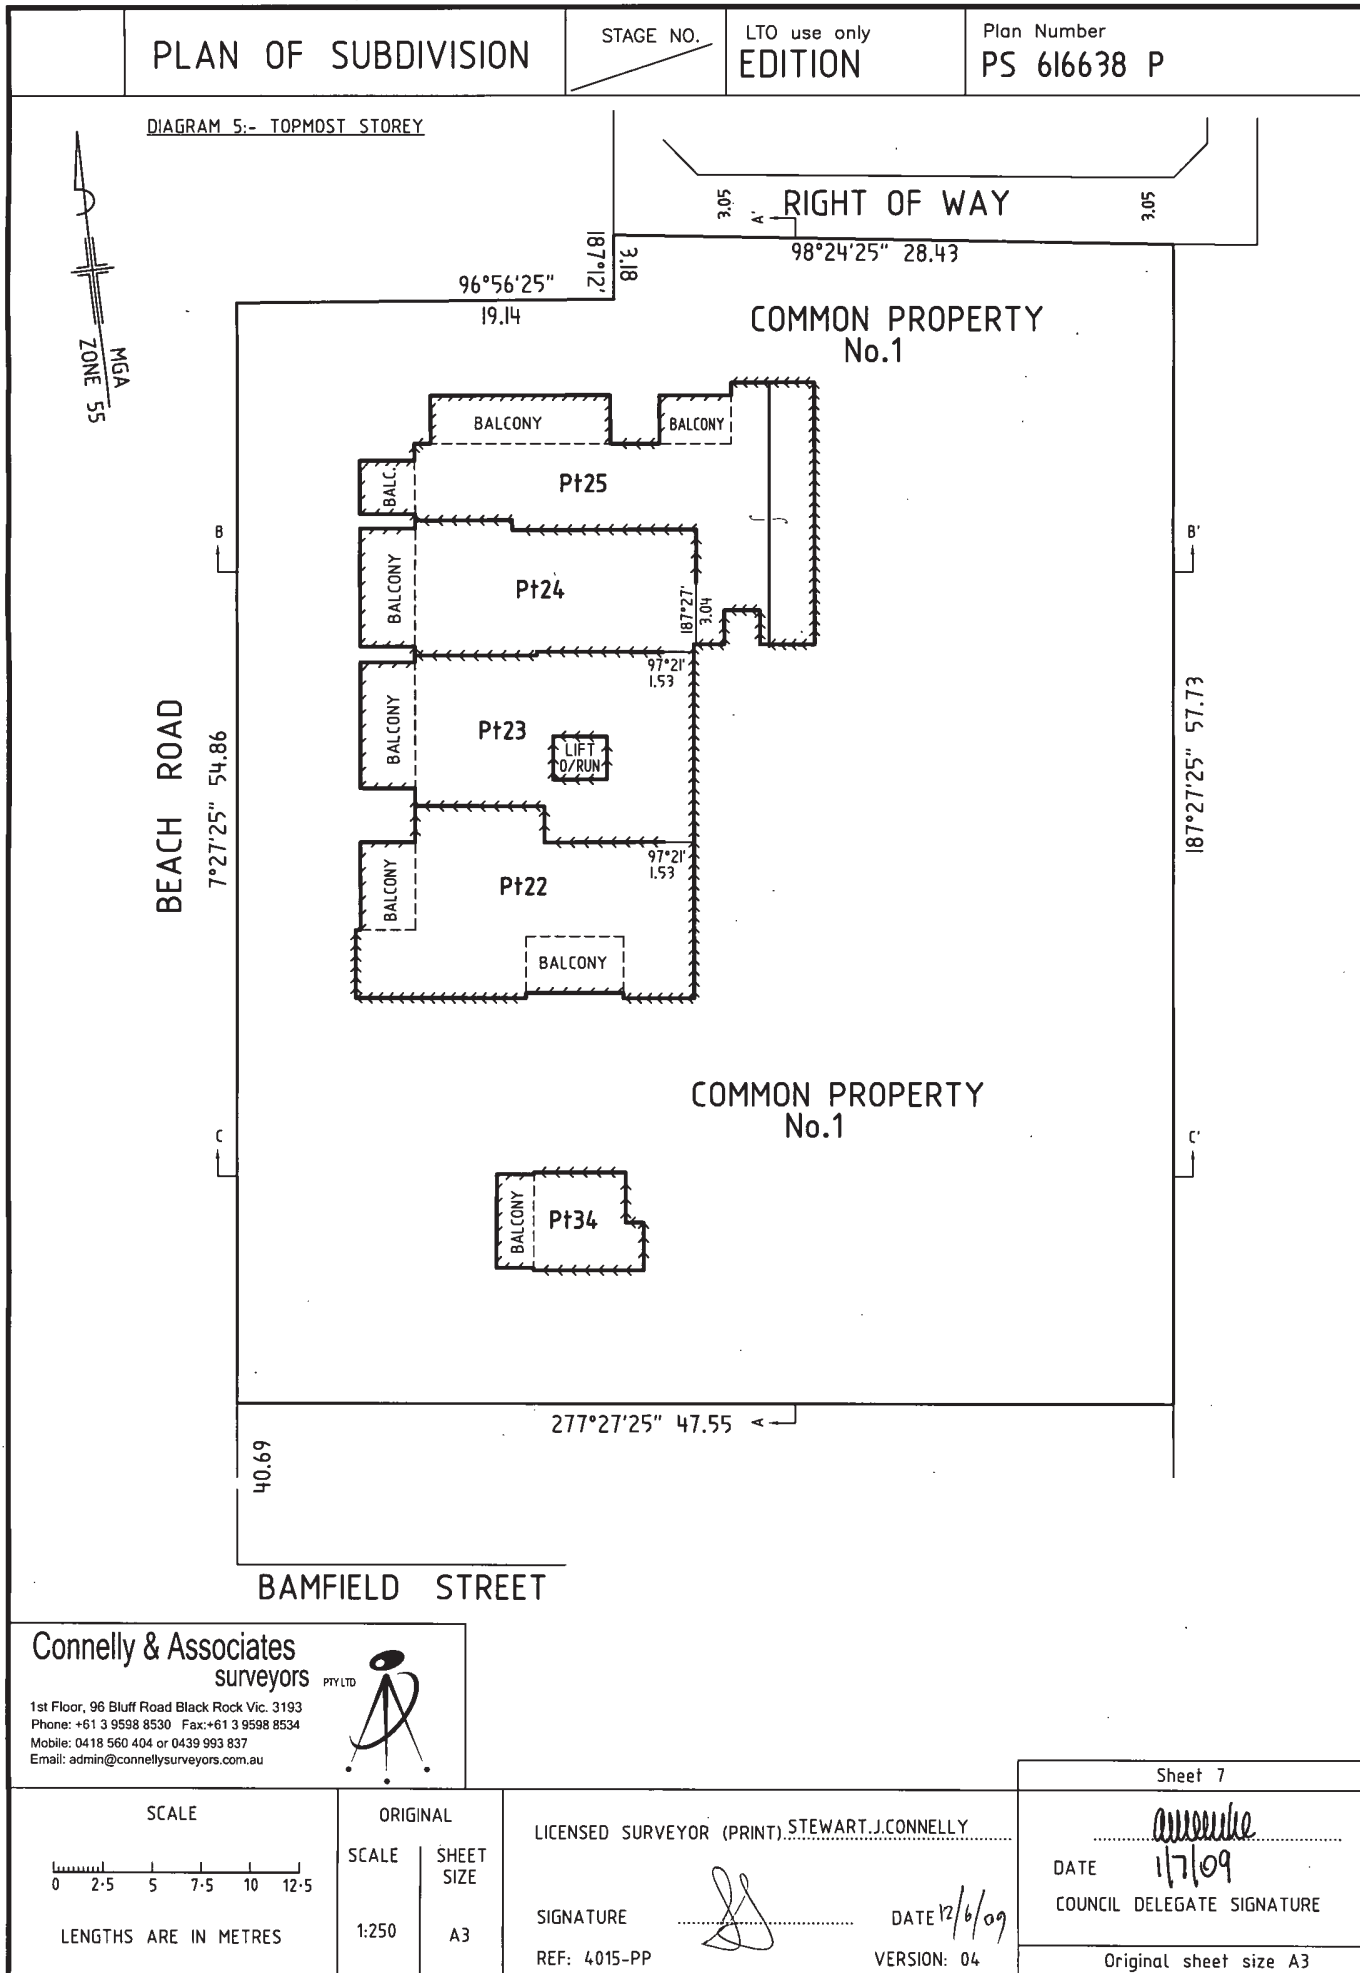 PLAN OF SUBDIVISION
STAGE NO.
LTO use only
EDITION
Plan Number
PS 616638 P
DIAGRAM 5:- TOPMOST STOREY
MGA
ZONE 55
3.05
A'
RIGHT OF WAY
3.05
98°24'25" 28.43
187°12'
3.18
96°56'25"
19.14
COMMON PROPERTY
No.1
BALCONY
BALCONY
BALC.
Pt25
B
B'
BALCONY
Pt24
187°27'
3.04
97°21'
1.53
BALCONY
Pt23
LIFT
O/RUN
BEACH ROAD
7°27'25" 54.86
187°27'25" 57.73
97°21'
1.53
BALCONY
Pt22
BALCONY
COMMON PROPERTY
No.1
C
C'
BALCONY
Pt34
277°27'25" 47.55
A
40.69
BAMFIELD STREET
Connelly & Associates
surveyors PTY LTD
1st Floor, 96 Bluff Road Black Rock Vic. 3193
Phone: +61 3 9598 8530 Fax:+61 3 9598 8534
Mobile: 0418 560 404 or 0439 993 837
Email: admin@connellysurveyors.com.au
SCALE
0 2·5 5 7·5 10 12·5
LENGTHS ARE IN METRES
ORIGINAL
SCALE
SHEET
SIZE
1:250
A3
LICENSED SURVEYOR (PRINT) STEWART.J.CONNELLY
SIGNATURE
DATE 12/6/09
REF: 4015-PP
VERSION: 04
Sheet 7
DATE 1/7/09
COUNCIL DELEGATE SIGNATURE
Original sheet size A3